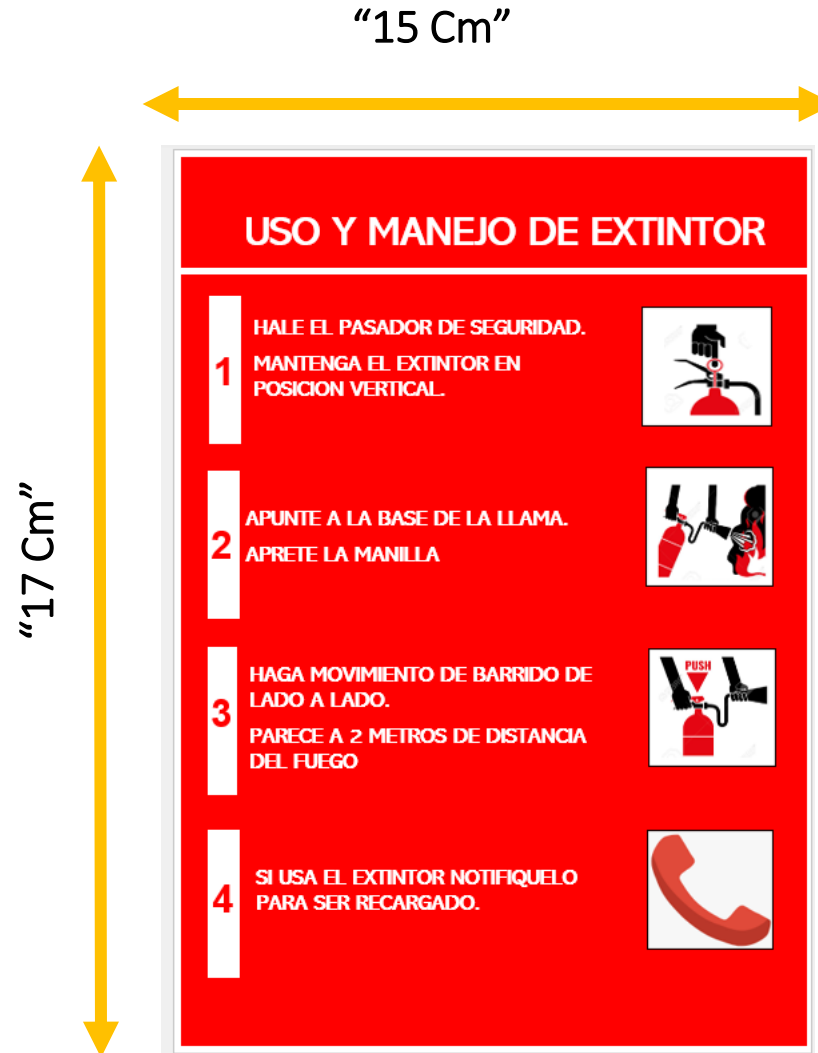 “15 Cm”
“17 Cm”
USO Y MANEJO DE EXTINTOR
1
HALE EL PASADOR DE SEGURIDAD.
MANTENGA EL EXTINTOR EN
POSICION VERTICAL.
2
APUNTE A LA BASE DE LA LLAMA.
APRETE LA MANILLA
3
HAGA MOVIMIENTO DE BARRIDO DE
LADO A LADO.
PARECE A 2 METROS DE DISTANCIA
DEL FUEGO
PUSH
4
SI USA EL EXTINTOR NOTIFIQUELO
PARA SER RECARGADO.